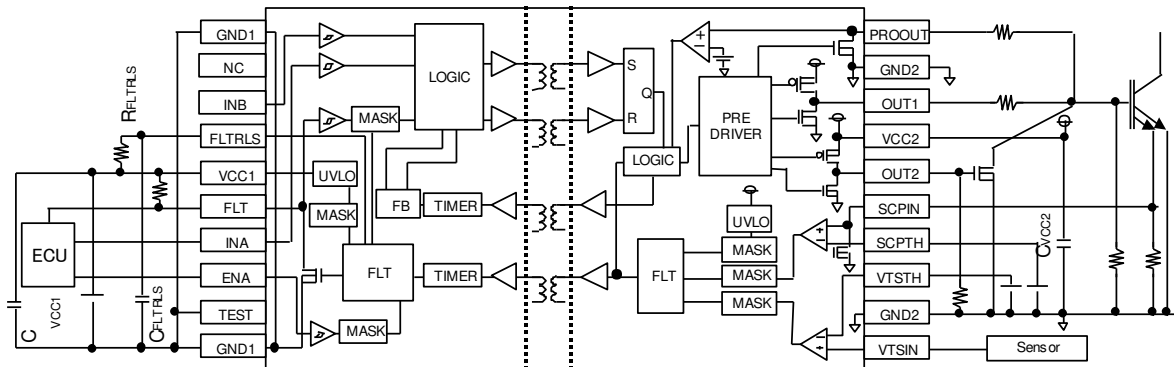 GND1
NC
INB
FLTRLS
VCC1
FLT
INA
ENA
TEST
GND1
RFLTRLS
ECU
C
VCC1
CFLTRLS
LOGIC
MASK
UVLO
MASK
FB
TIMER
FLT
TIMER
MASK
S
Q
R
LOGIC
PRE
DRIVER
UVLO
MASK
MASK
MASK
FLT
+
−
+
−
−
+
PROOUT
GND2
OUT1
VCC2
OUT2
SCPIN
SCPTH
VTSTH
GND2
VTSIN
CVCC2
Sensor